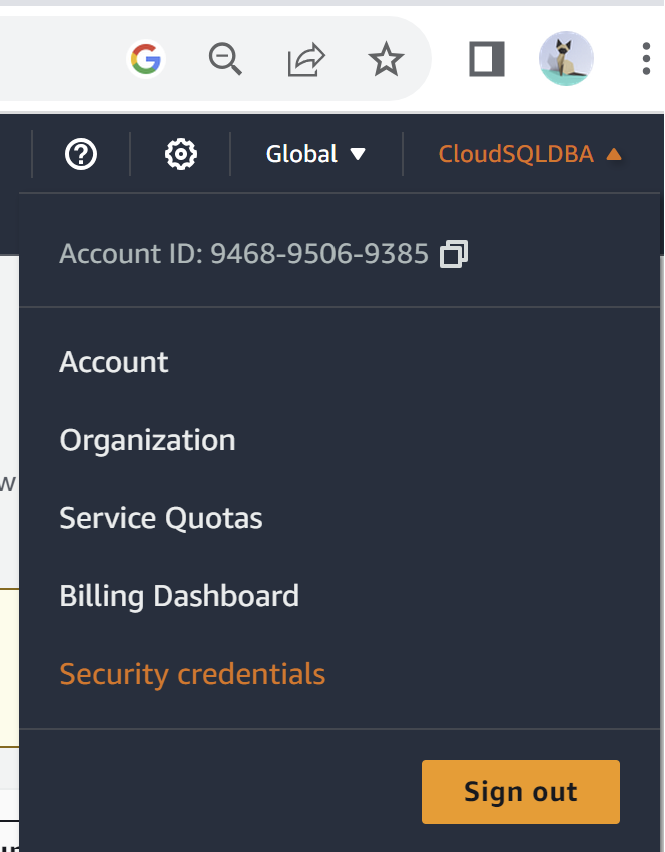 Global ▼ CloudSQLDBA ▲
Account ID: 9468-9506-9385
Account
Organization
w
Service Quotas
Billing Dashboard
Security credentials
Sign out